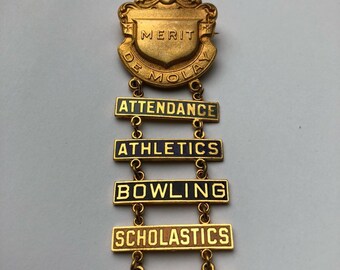 MERIT
DE MOLAY
ATTENDANCE
ATHLETICS
BOWLING
SCHOLASTICS